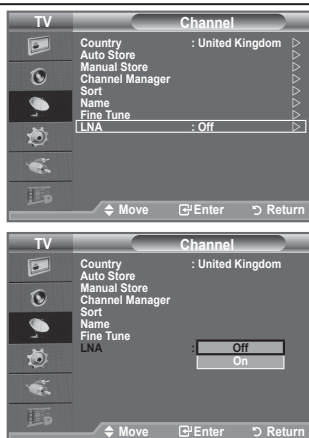 TV Channel
Country : United Kingdom
Auto Store
Manual Store
Channel Manager
Sort
Name
Fine Tune
LNA : Off
Move Enter Return
TV Channel
Country : United Kingdom
Auto Store
Manual Store
Channel Manager
Sort
Name
Fine Tune
LNA : Off
On
Move Enter Return